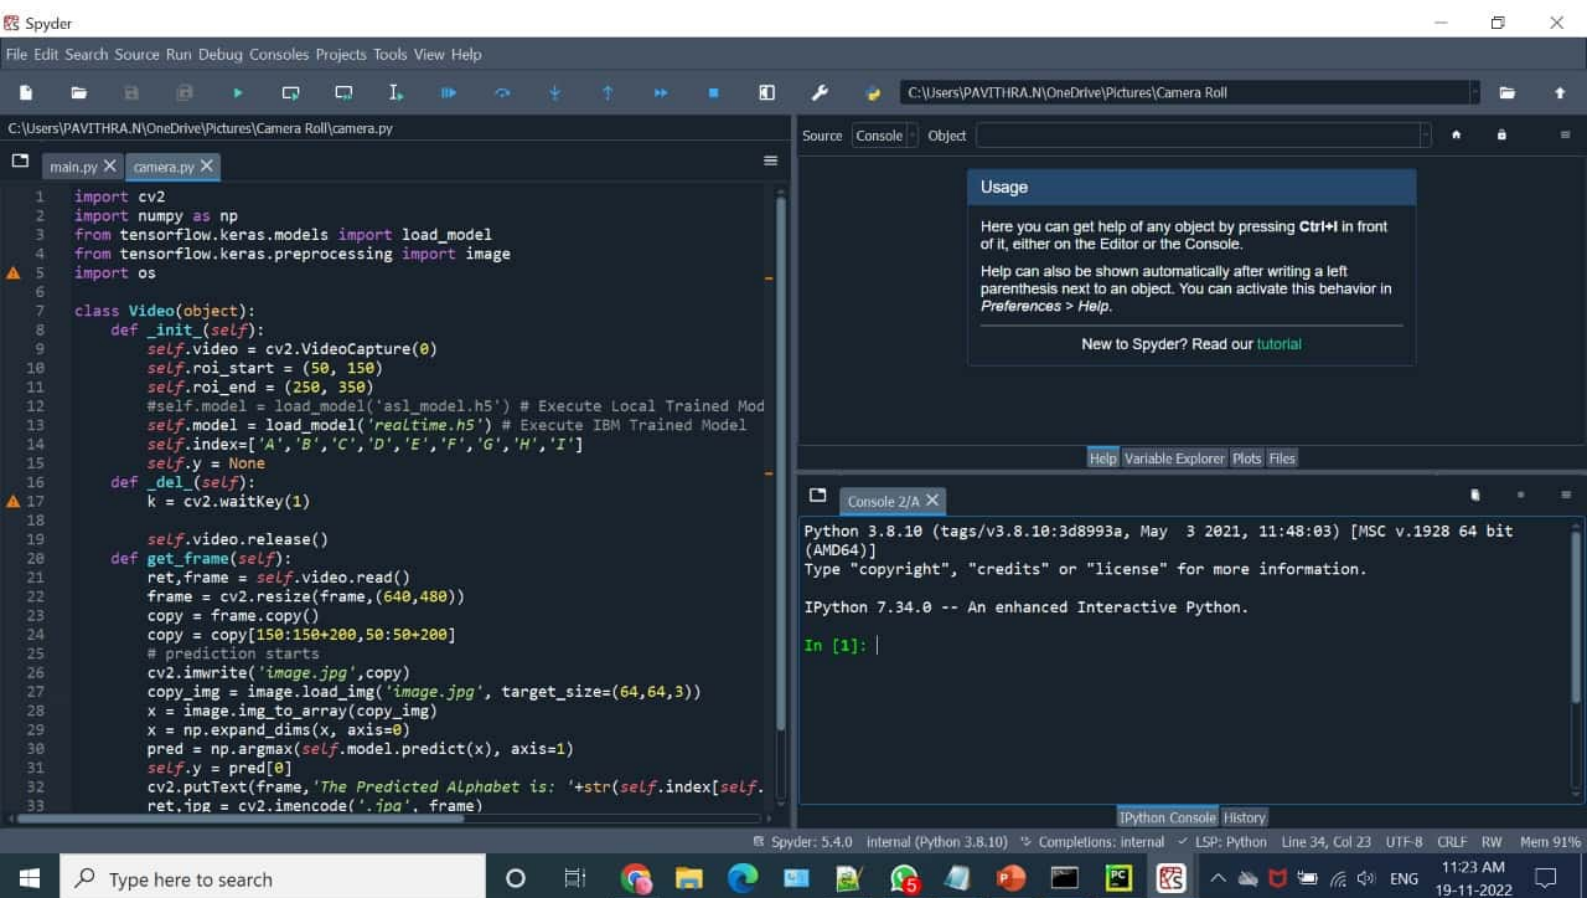 Spyder
File Edit Search Source Run Debug Consoles Projects Tools View Help
C:\Users\PAVITHRA.N\OneDrive\Pictures\Camera Roll
C:\Users\PAVITHRA.N\OneDrive\Pictures\Camera Roll\camera.py
main.py camera.py
1 import cv2
2 import numpy as np
3 from tensorflow.keras.models import load_model
4 from tensorflow.keras.preprocessing import image
5 import os
6
7 class Video(object):
8 def _init_(self):
9 self.video = cv2.VideoCapture(0)
10 self.roi_start = (50, 150)
11 self.roi_end = (250, 350)
12 #self.model = load_model('asl_model.h5') # Execute Local Trained Mod
13 self.model = load_model('realtime.h5') # Execute IBM Trained Model
14 self.index=['A','B','C','D','E','F','G','H','I']
15 self.y = None
16 def _del_(self):
17 k = cv2.waitKey(1)
18
19 self.video.release()
20 def get_frame(self):
21 ret,frame = self.video.read()
22 frame = cv2.resize(frame,(640,480))
23 copy = frame.copy()
24 copy = copy[150:150+200,50:50+200]
25 # prediction starts
26 cv2.imwrite('image.jpg',copy)
27 copy_img = image.load_img('image.jpg', target_size=(64,64,3))
28 x = image.img_to_array(copy_img)
29 x = np.expand_dims(x, axis=0)
30 pred = np.argmax(self.model.predict(x), axis=1)
31 self.y = pred[0]
32 cv2.putText(frame,'The Predicted Alphabet is: '+str(self.index[self.
33 ret,jpg = cv2.imencode('.jpg', frame)
Source Console Object
Usage
Here you can get help of any object by pressing Ctrl+I in front
of it, either on the Editor or the Console.
Help can also be shown automatically after writing a left
parenthesis next to an object. You can activate this behavior in
Preferences > Help.
New to Spyder? Read our tutorial
Help Variable Explorer Plots Files
Console 2/A
Python 3.8.10 (tags/v3.8.10:3d8993a, May 3 2021, 11:48:03) [MSC v.1928 64 bit
(AMD64)]
Type "copyright", "credits" or "license" for more information.
IPython 7.34.0 -- An enhanced Interactive Python.
In [1]:
IPython Console History
Spyder: 5.4.0 internal (Python 3.8.10) Completions: internal LSP: Python Line 34, Col 23 UTF-8 CRLF RW Mem 91%
Type here to search
5
PC
ENG
11:23 AM
19-11-2022